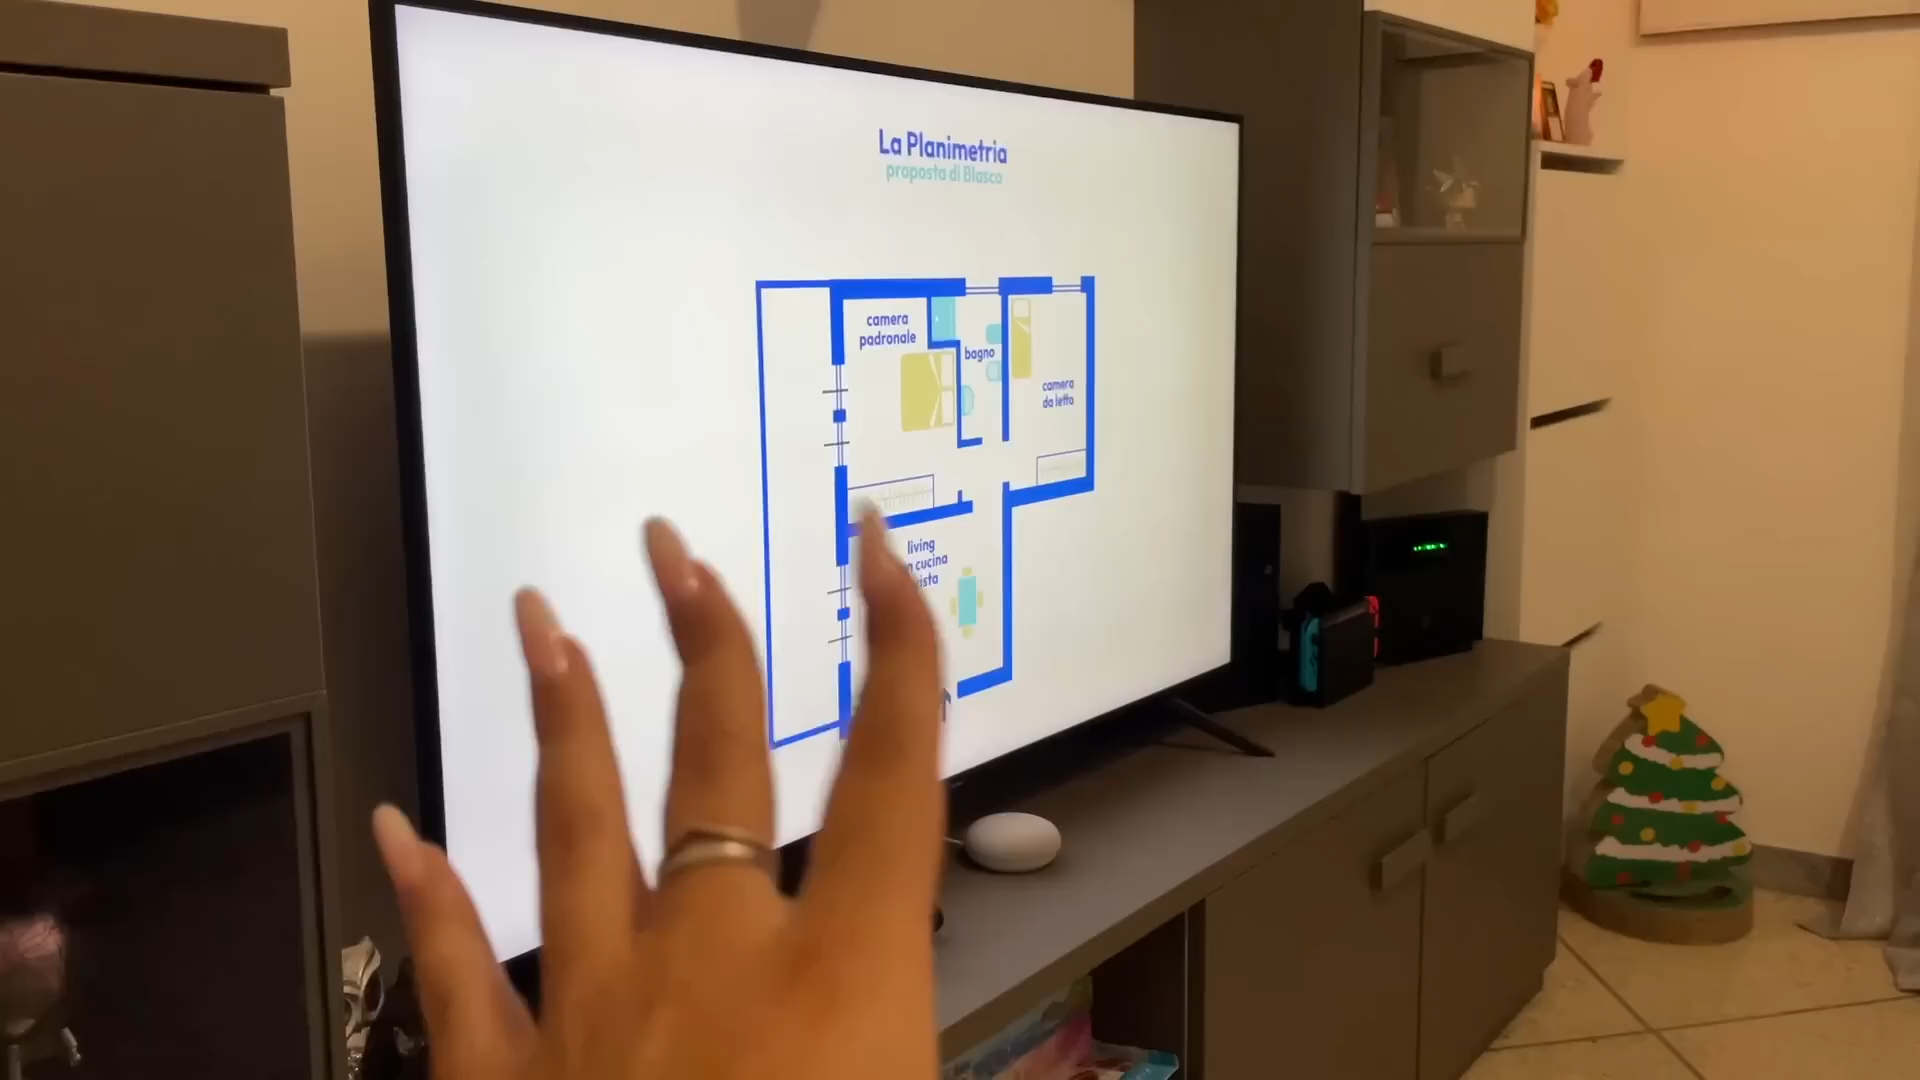 La Planimetria
proposta di Blasco
camera
padronale
bagno
camera
da letto
living
cucina